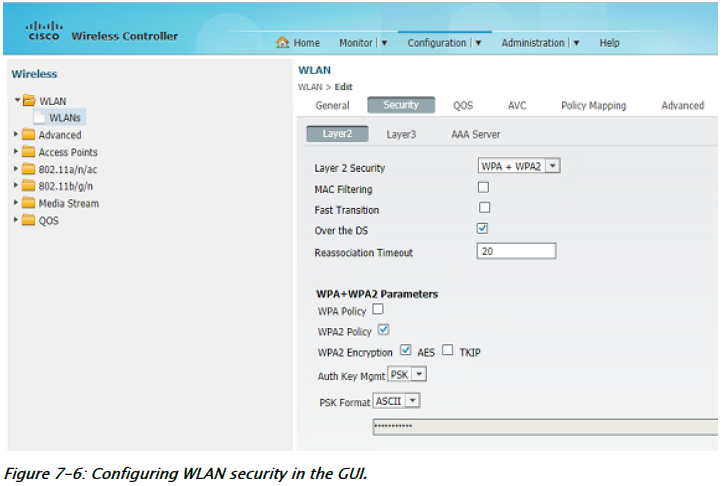 CISCO Wireless Controller
Home Monitor Configuration Administration Help
Wireless
WLAN
WLANs
Advanced
Access Points
802.11a/n/ac
802.11b/g/n
Media Stream
QOS
WLAN
WLAN > Edit
General Security QOS AVC Policy Mapping Advanced
Layer2 Layer3 AAA Server
Layer 2 Security WPA + WPA2
MAC Filtering
Fast Transition
Over the DS
Reassociation Timeout 20
WPA+WPA2 Parameters
WPA Policy
WPA2 Policy
WPA2 Encryption AES TKIP
Auth Key Mgmt PSK
PSK Format ASCII
***********
Figure 7-6: Configuring WLAN security in the GUI.